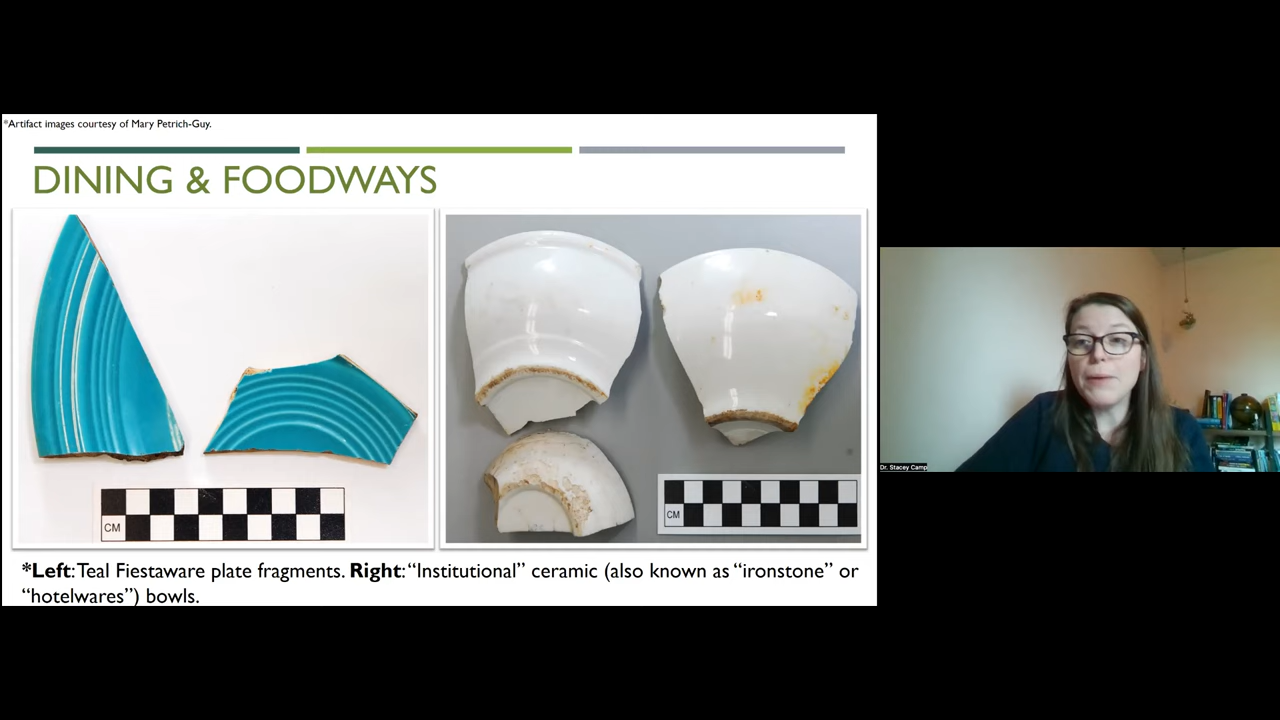 *Artifact images courtesy of Mary Petrich-Guy.
DINING & FOODWAYS
CM
CM
*Left: Teal Fiestaware plate fragments. Right: “Institutional” ceramic (also known as “ironstone” or
“hotelwares”) bowls.
Dr. Stacey Camp